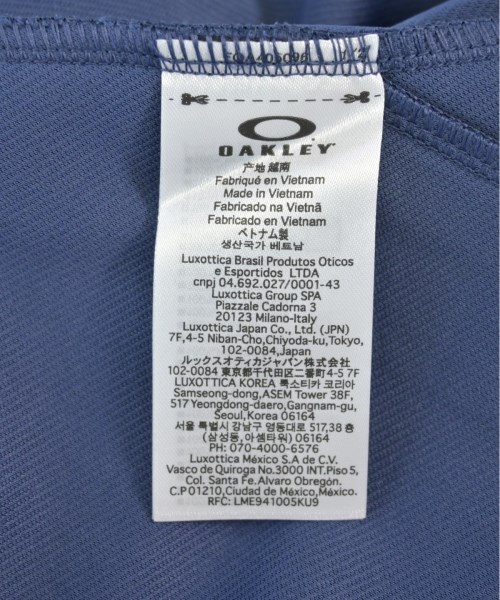 OAKLEY
产地 越南
Fabriqué en Vietnam
Made in Vietnam
Fabricado na Vietnã
Fabricado en Vietnam
ベトナム製
생산국가 베트남
Luxottica Brasil Produtos Oticos
e Esportidos LTDA
cnpj 04.692.027/0001-43
Luxottica Group SPA
Piazzale Cadorna 3
20123 Milano-Italy
Luxottica Japan Co., Ltd. (JPN)
7F,4-5 Niban-Cho,Chiyoda-ku,Tokyo,
102-0084,Japan
ルックスオティカジャパン株式会社
102-0084 東京都千代田区二番町4-5 7F
LUXOTTICA KOREA 룩소티카 코리아
Samseong-dong,ASEM Tower 38F,
517 Yeongdong-daero,Gangnam-gu,
Seoul,Korea 06164
서울 특별시 강남구 영동대로 517,38 층
(삼성동,아셈타워) 06164
PH: 070-4000-6576
Luxottica México S.A de C.V.
Vasco de Quiroga No.3000 INT.Piso 5,
Col. Santa Fe. Alvaro Obregón.
C.P 01210,Ciudad de México,México.
RFC: LME941005KU9